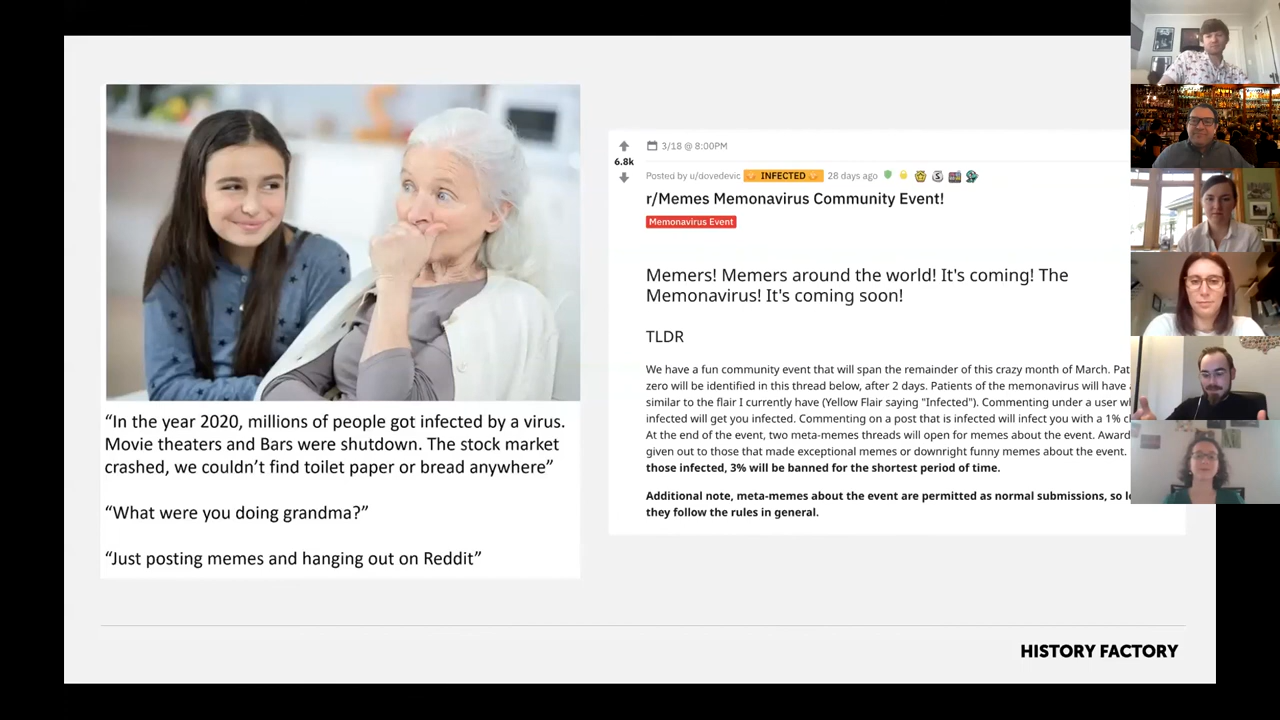 “In the year 2020, millions of people got infected by a virus.
Movie theaters and Bars were shutdown. The stock market
crashed, we couldn’t find toilet paper or bread anywhere”
“What were you doing grandma?”
“Just posting memes and hanging out on Reddit”
3/18 @ 8:00PM
6.8k
Posted by u/dovedevic INFECTED 28 days ago
r/Memes Memonavirus Community Event!
Memonavirus Event
Memers! Memers around the world! It's coming! The
Memonavirus! It's coming soon!
TLDR
We have a fun community event that will span the remainder of this crazy month of March.
zero will be identified in this thread below, after 2 days. Patients of the memonavirus will have
similar to the flair I currently have (Yellow Flair saying "Infected"). Commenting under a user
infected will get you infected. Commenting on a post that is infected will infect you with a 1%
At the end of the event, two meta-memes threads will open for memes about the event.
given out to those that made exceptional memes or downright funny memes about the event.
those infected, 3% will be banned for the shortest period of time.
Additional note, meta-memes about the event are permitted as normal submissions, so
they follow the rules in general.
HISTORY FACTORY